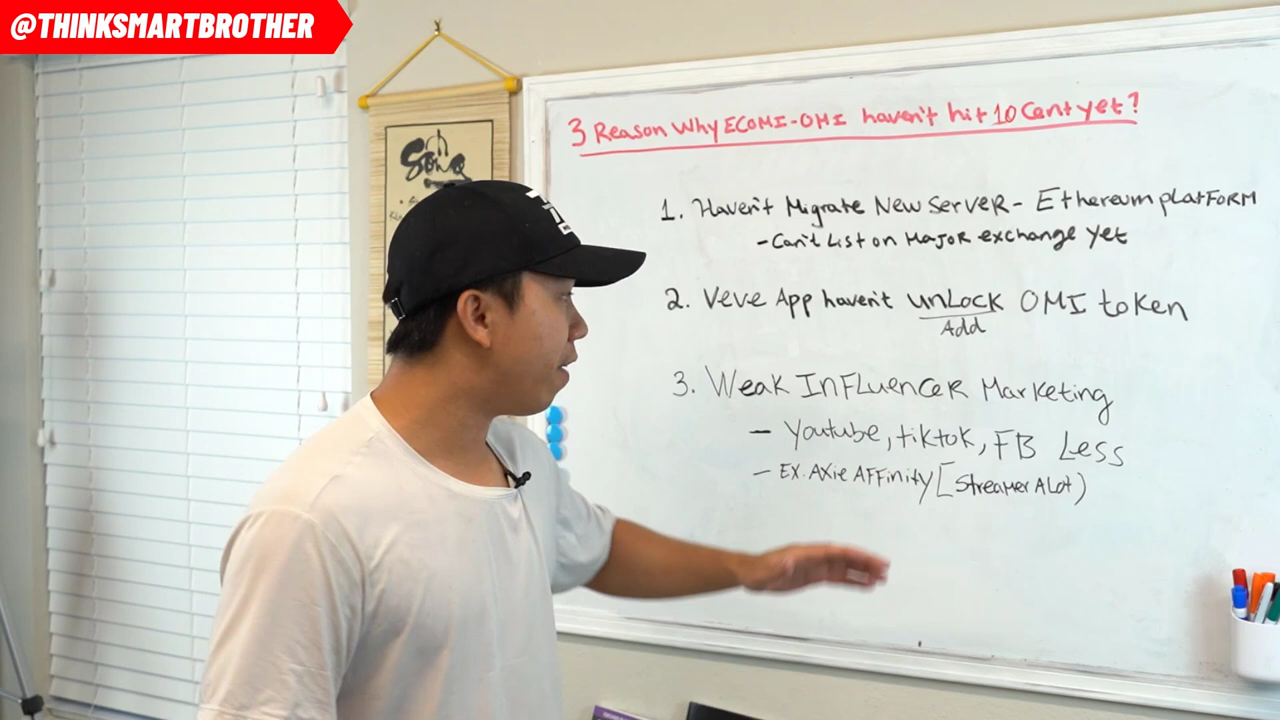 @THINKSMARTBROTHER
3 Reason Why ECOMI-OMI haven't hit 10 Cent yet?
1. Haven't Migrate New Server - Ethereum platform
- Can't List on Major exchange yet
2. Veve App haven't unLock OMI token
Add
3. Weak Influencer Marketing
- Youtube, tiktok, FB Less
- Ex. Axie Affinity [Streamer A Lot)
Song